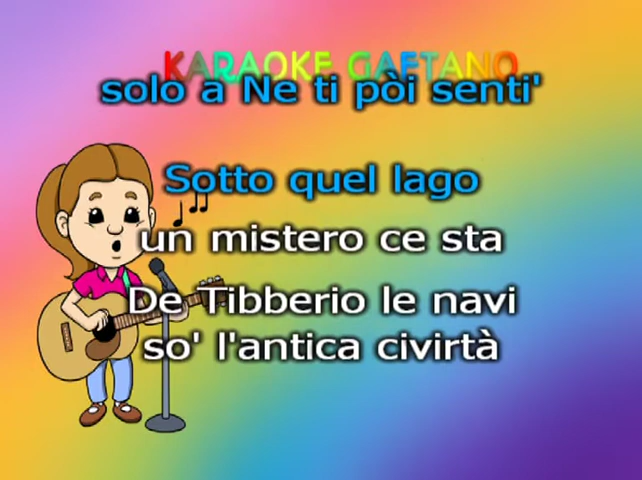 KARAOKE GAETANO
solo a Ne ti pòi senti'
Sotto quel lago
un mistero ce sta
De Tibberio le navi
so' l'antica civirtà